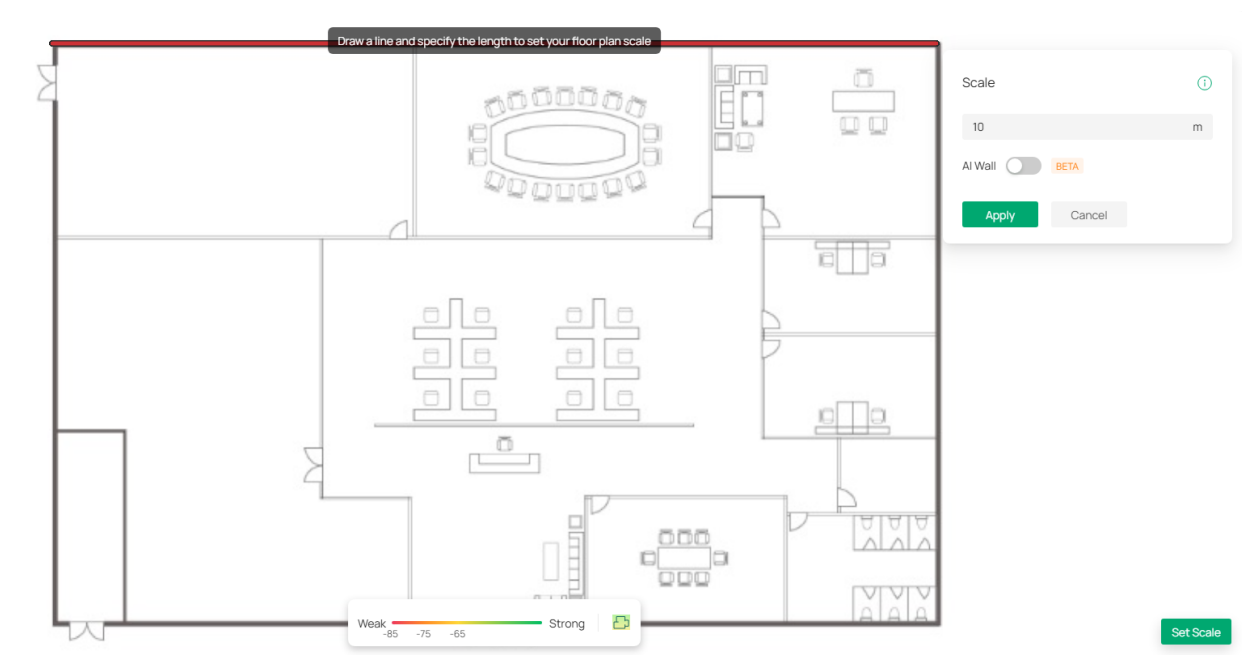 Draw a line and specify the length to set your floor plan scale
Scale
10 m
AI Wall BETA
Apply Cancel
Weak Strong
-85 -75 -65
Set Scale